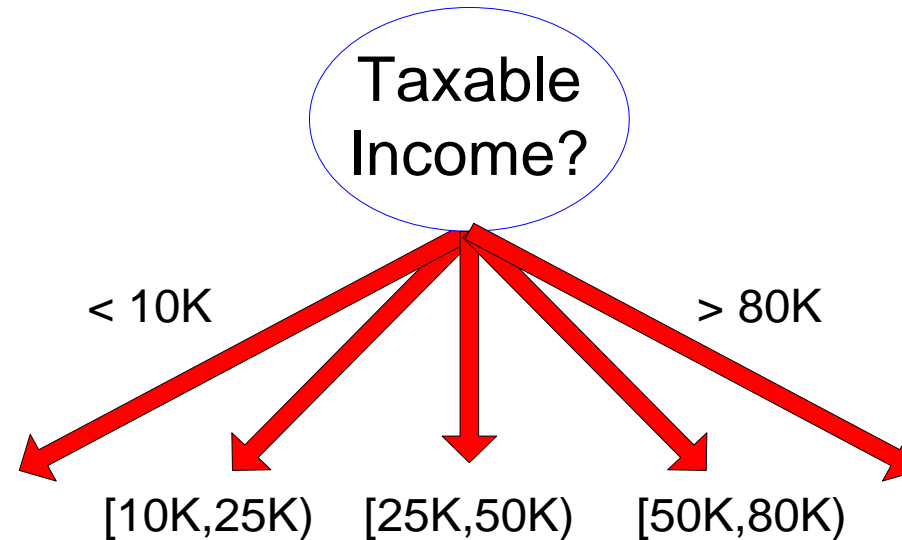 Taxable
Income?
< 10K
> 80K
[10K,25K)
[25K,50K)
[50K,80K)